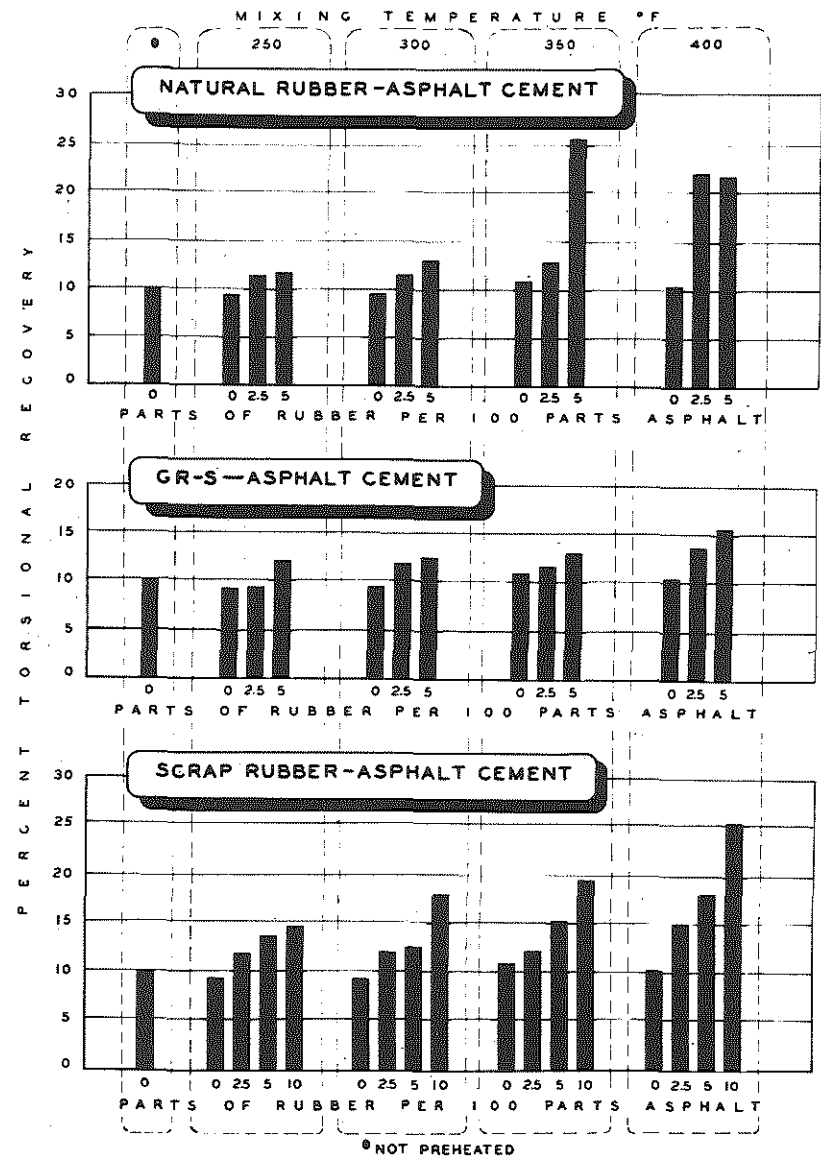 MIXING TEMPERATURE °F
0 250 300 350 400
NATURAL RUBBER-ASPHALT CEMENT
30
25
20
15
10
5
0
0 0 2.5 5 0 2.5 5 0 2.5 5 0 2.5 5
PARTS OF RUBBER PER 100 PARTS ASPHALT
GR-S—ASPHALT CEMENT
20
15
10
5
0
0 0 2.5 5 0 2.5 5 0 2.5 5 0 2.5 5
PARTS OF RUBBER PER 100 PARTS ASPHALT
SCRAP RUBBER-ASPHALT CEMENT
30
25
20
15
10
5
0
0 0 2.5 5 10 0 2.5 5 10 0 2.5 5 10 0 2.5 5 10
PARTS OF RUBBER PER 100 PARTS ASPHALT
PERCENT TORSIONAL RECOVERY
θ NOT PREHEATED